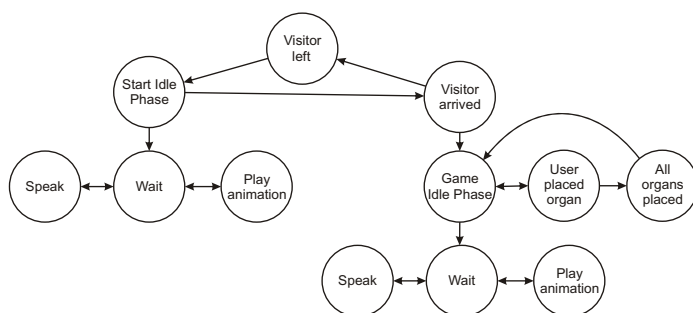 Visitor
left
Start Idle
Phase
Visitor
arrived
Speak
Wait
Play
animation
Game
Idle Phase
User
placed
organ
All
organs
placed
Speak
Wait
Play
animation